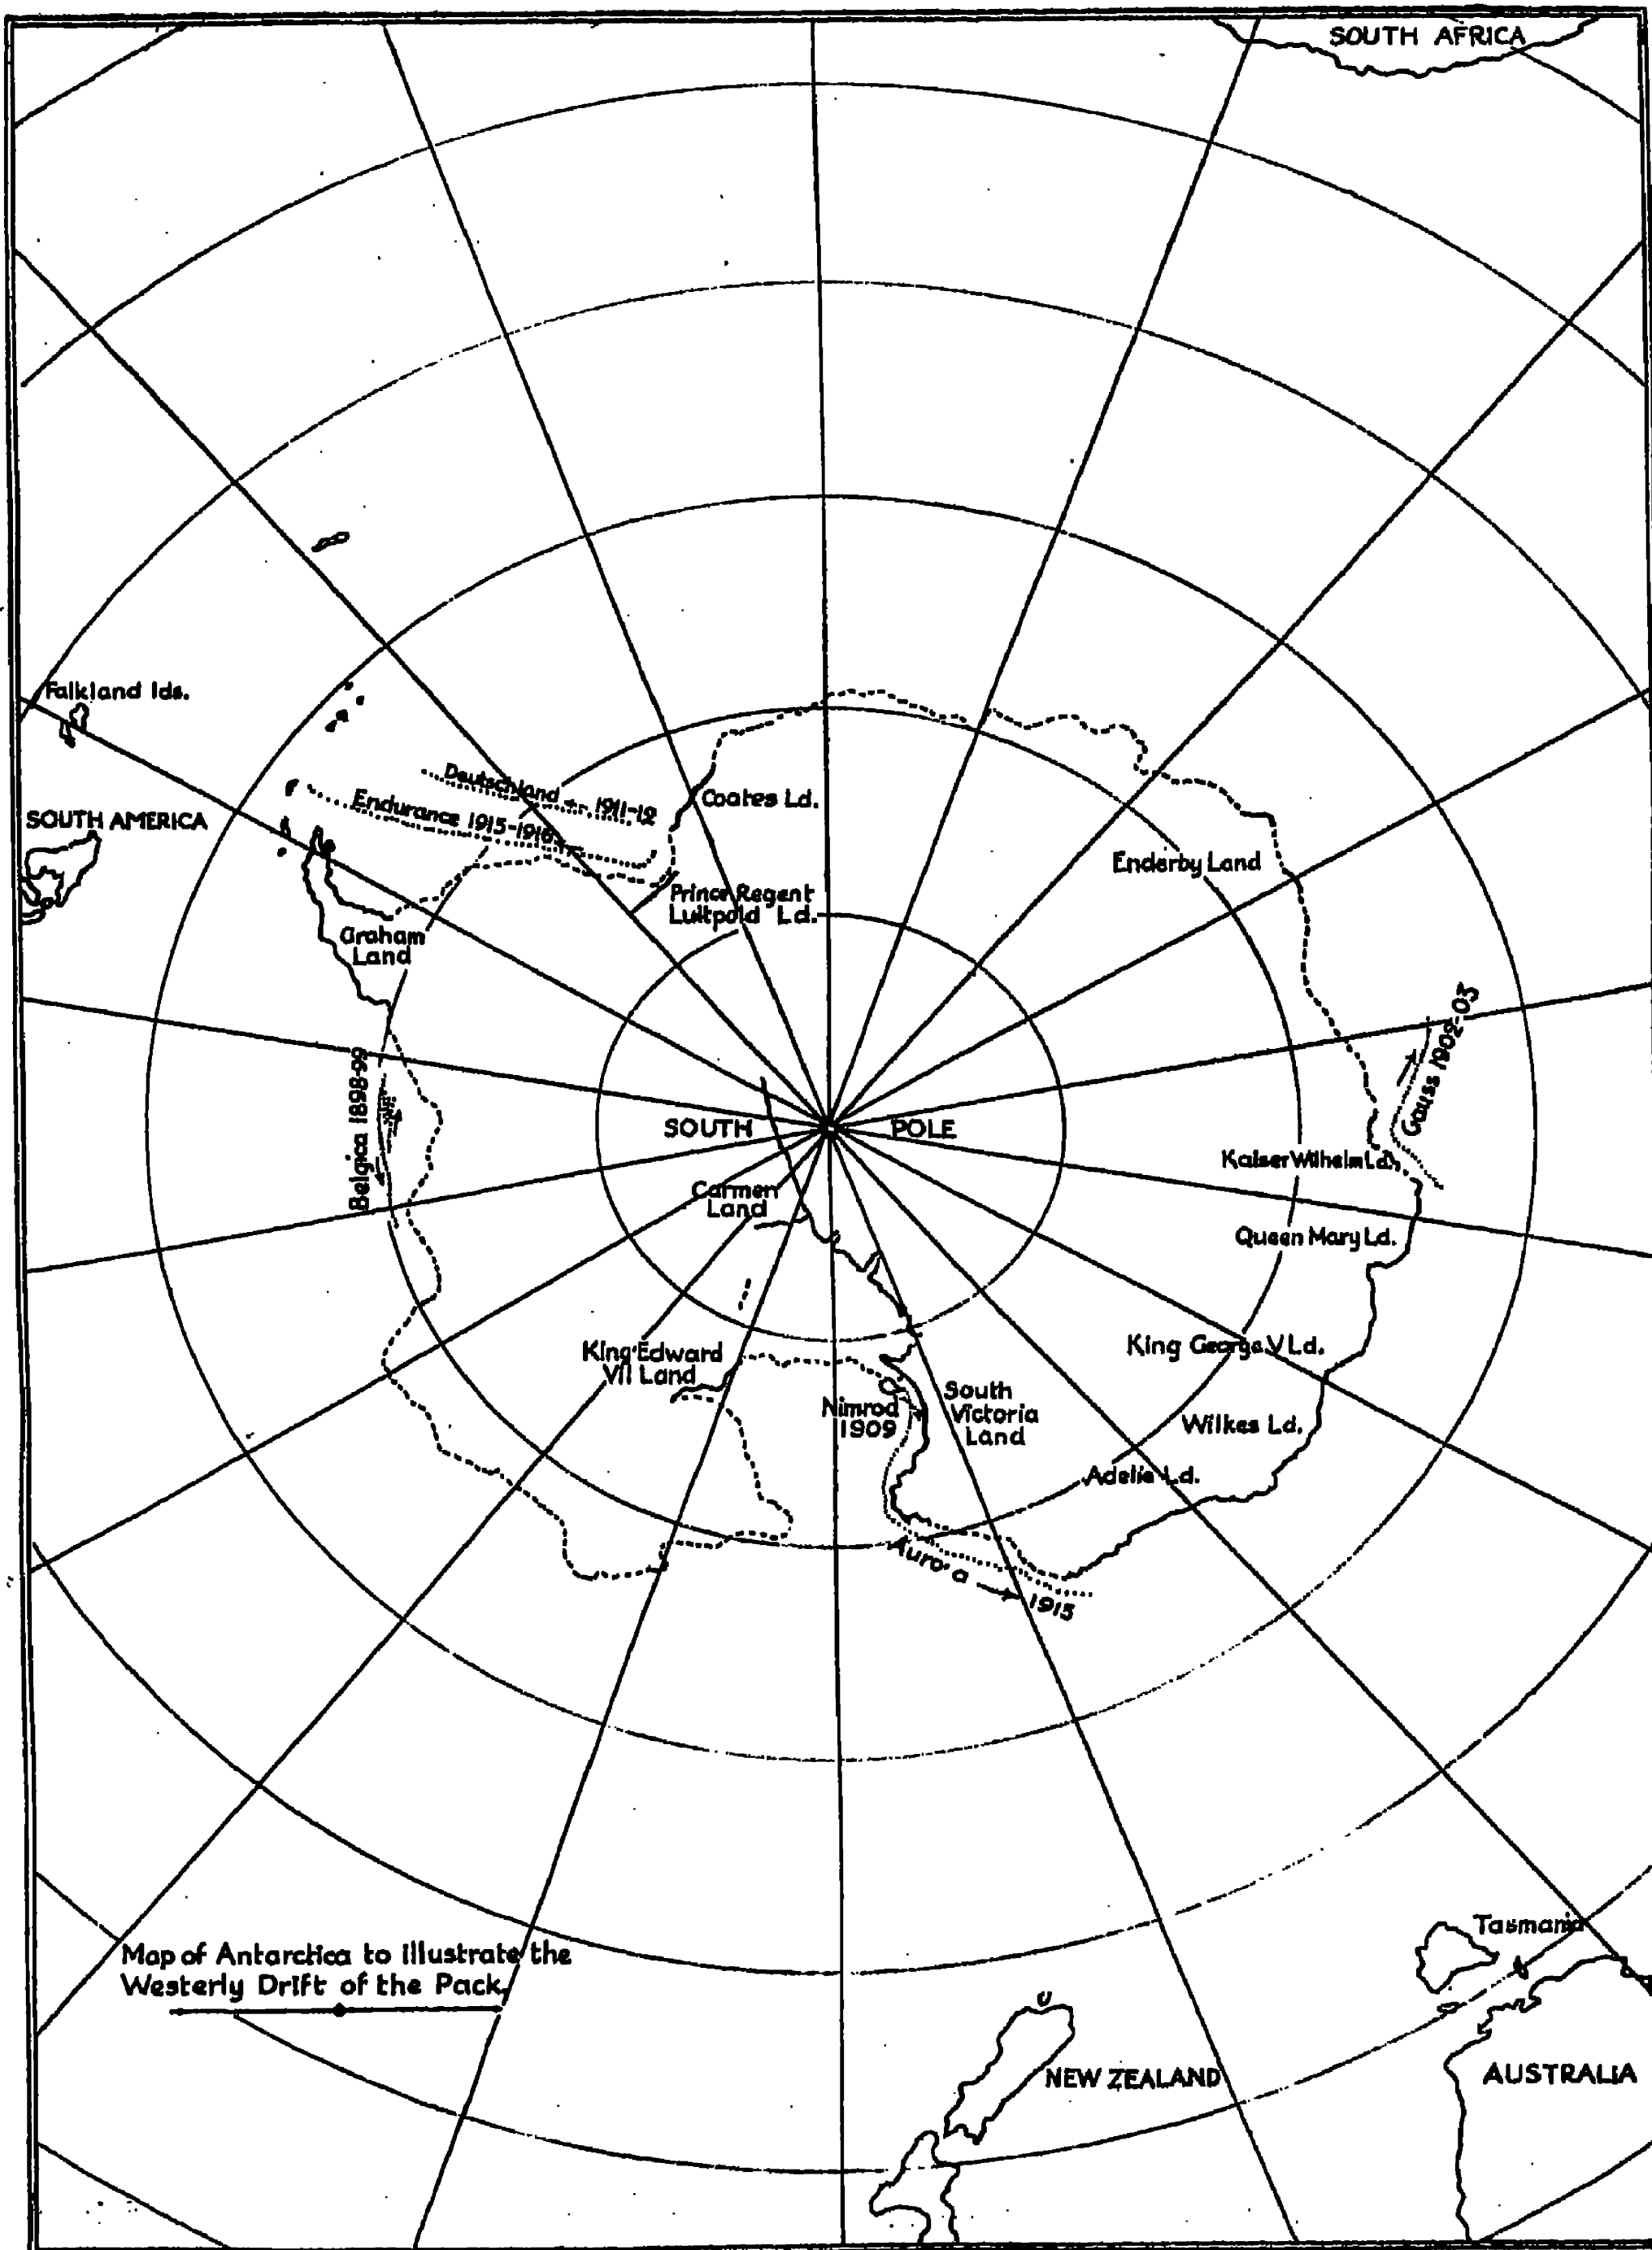 SOUTH AFRICA
Falkland Ids.
Deutschland 1911-12
Coates Ld.
Endurance 1915-1916
SOUTH AMERICA
Enderby Land
Prince Regent
Luitpold Ld.
Graham
Land
Gauss 1902-03
Belgica 1898-99
SOUTH POLE
Kaiser Wilhelm Ld.
Carmen
Land
Queen Mary Ld.
King Edward
VII Land
King George V Ld.
Nimrod
1909
South
Victoria
Land
Wilkes Ld.
Adelie Ld.
Aurora 1915
Tasmania
Map of Antarctica to illustrate the
Westerly Drift of the Pack.
NEW ZEALAND
AUSTRALIA